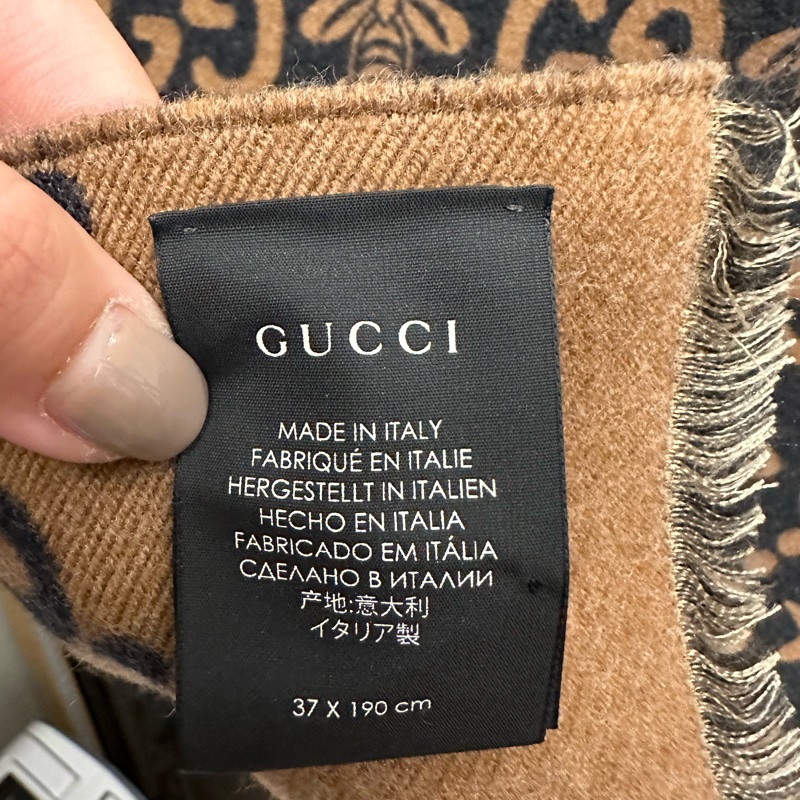 GUCCI
MADE IN ITALY
FABRIQUÉ EN ITALIE
HERGESTELLT IN ITALIEN
HECHO EN ITALIA
FABRICADO EM ITÁLIA
СДЕЛАНО В ИТАЛИИ
产地:意大利
イタリア製
37 X 190 cm